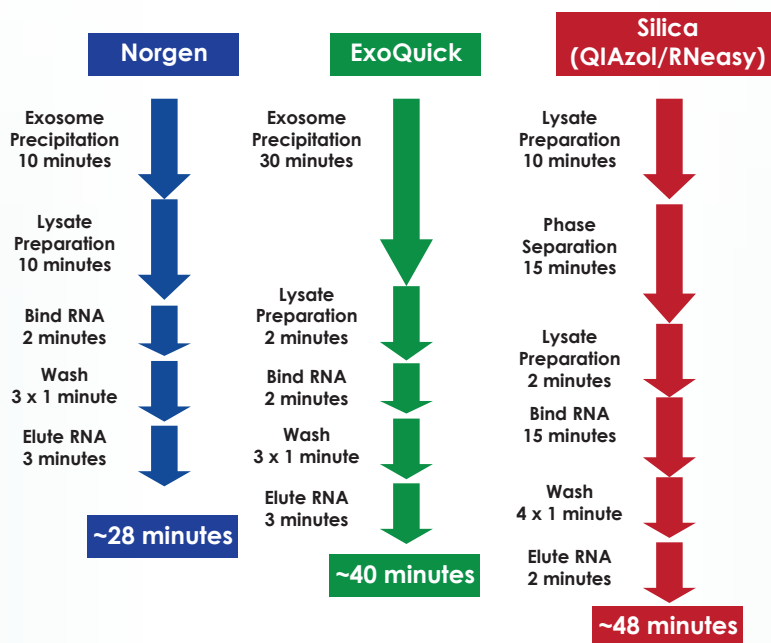 Norgen
Exosome
Precipitation
10 minutes
Lysate
Preparation
10 minutes
Bind RNA
2 minutes
Wash
3 x 1 minute
Elute RNA
3 minutes
~28 minutes
ExoQuick
Exosome
Precipitation
30 minutes
Lysate
Preparation
2 minutes
Bind RNA
2 minutes
Wash
3 x 1 minute
Elute RNA
3 minutes
~40 minutes
Silica
(QIAzol/RNeasy)
Lysate
Preparation
10 minutes
Phase
Separation
15 minutes
Lysate
Preparation
2 minutes
Bind RNA
15 minutes
Wash
4 x 1 minute
Elute RNA
2 minutes
~48 minutes